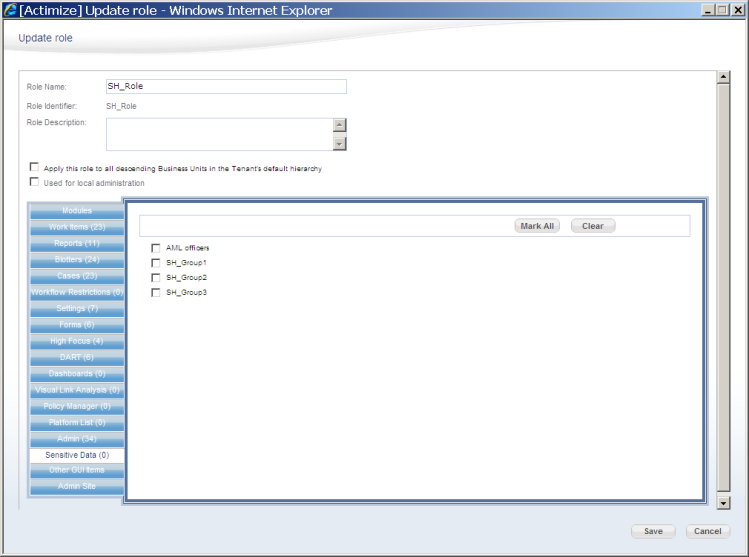 [Actimize] Update role - Windows Internet Explorer
Update role
Role Name: SH_Role
Role Identifier: SH_Role
Role Description:
Apply this role to all descending Business Units in the Tenant's default hierarchy
Used for local administration
Modules
Work Items (23)
Reports (11)
Blotters (24)
Cases (23)
Workflow Restrictions (0)
Settings (7)
Forms (6)
High Focus (4)
DART (6)
Dashboards (0)
Visual Link Analysis (0)
Policy Manager (0)
Platform List (0)
Admin (34)
Sensitive Data (0)
Other GUI Items
Admin Site
Mark All Clear
AML officers
SH_Group1
SH_Group2
SH_Group3
Save Cancel